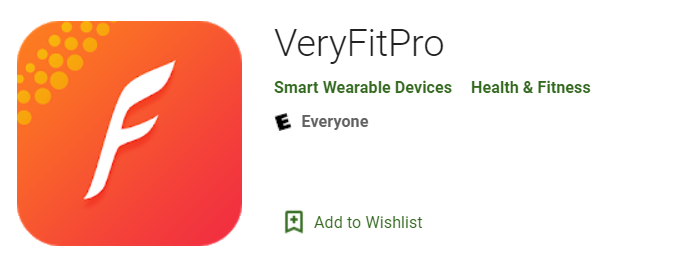 F
VeryFitPro
Smart Wearable Devices Health & Fitness
E Everyone
Add to Wishlist